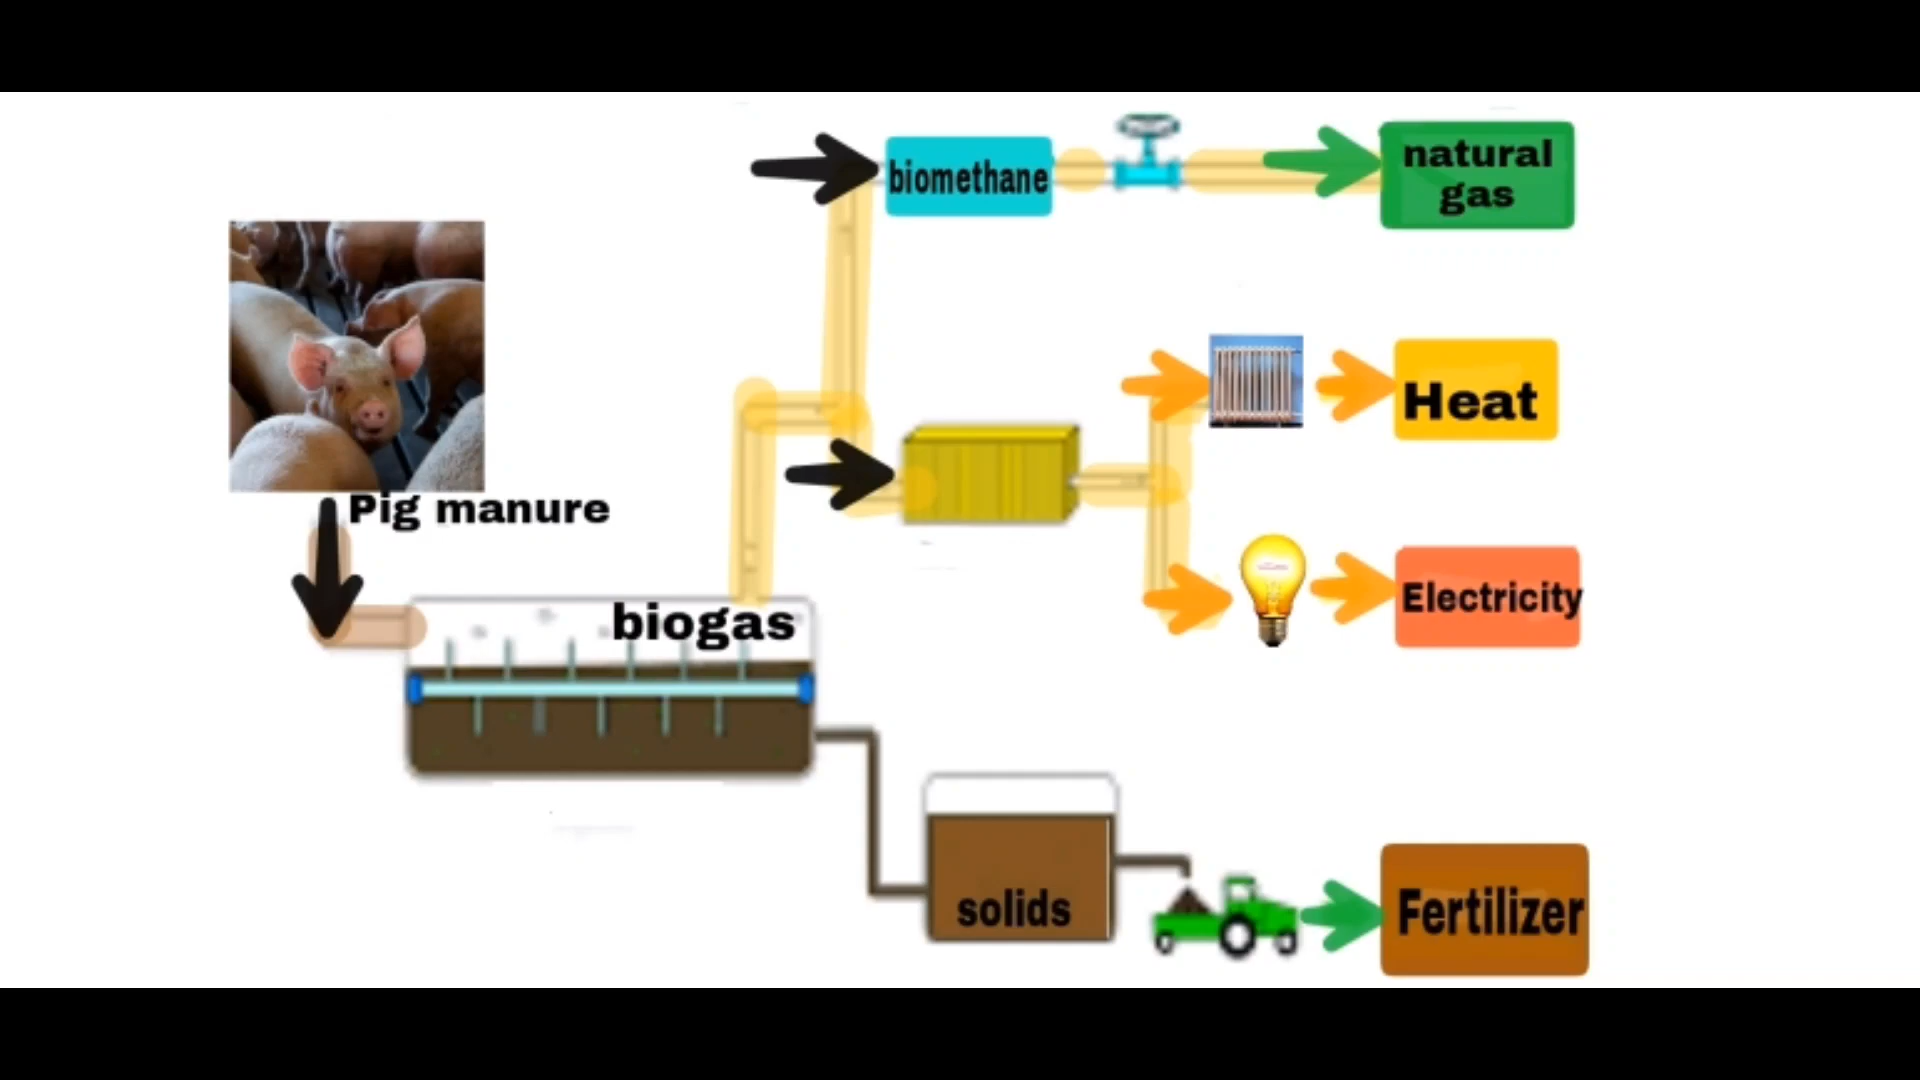 biomethane
natural
gas
Heat
Pig manure
Electricity
biogas
solids
Fertilizer